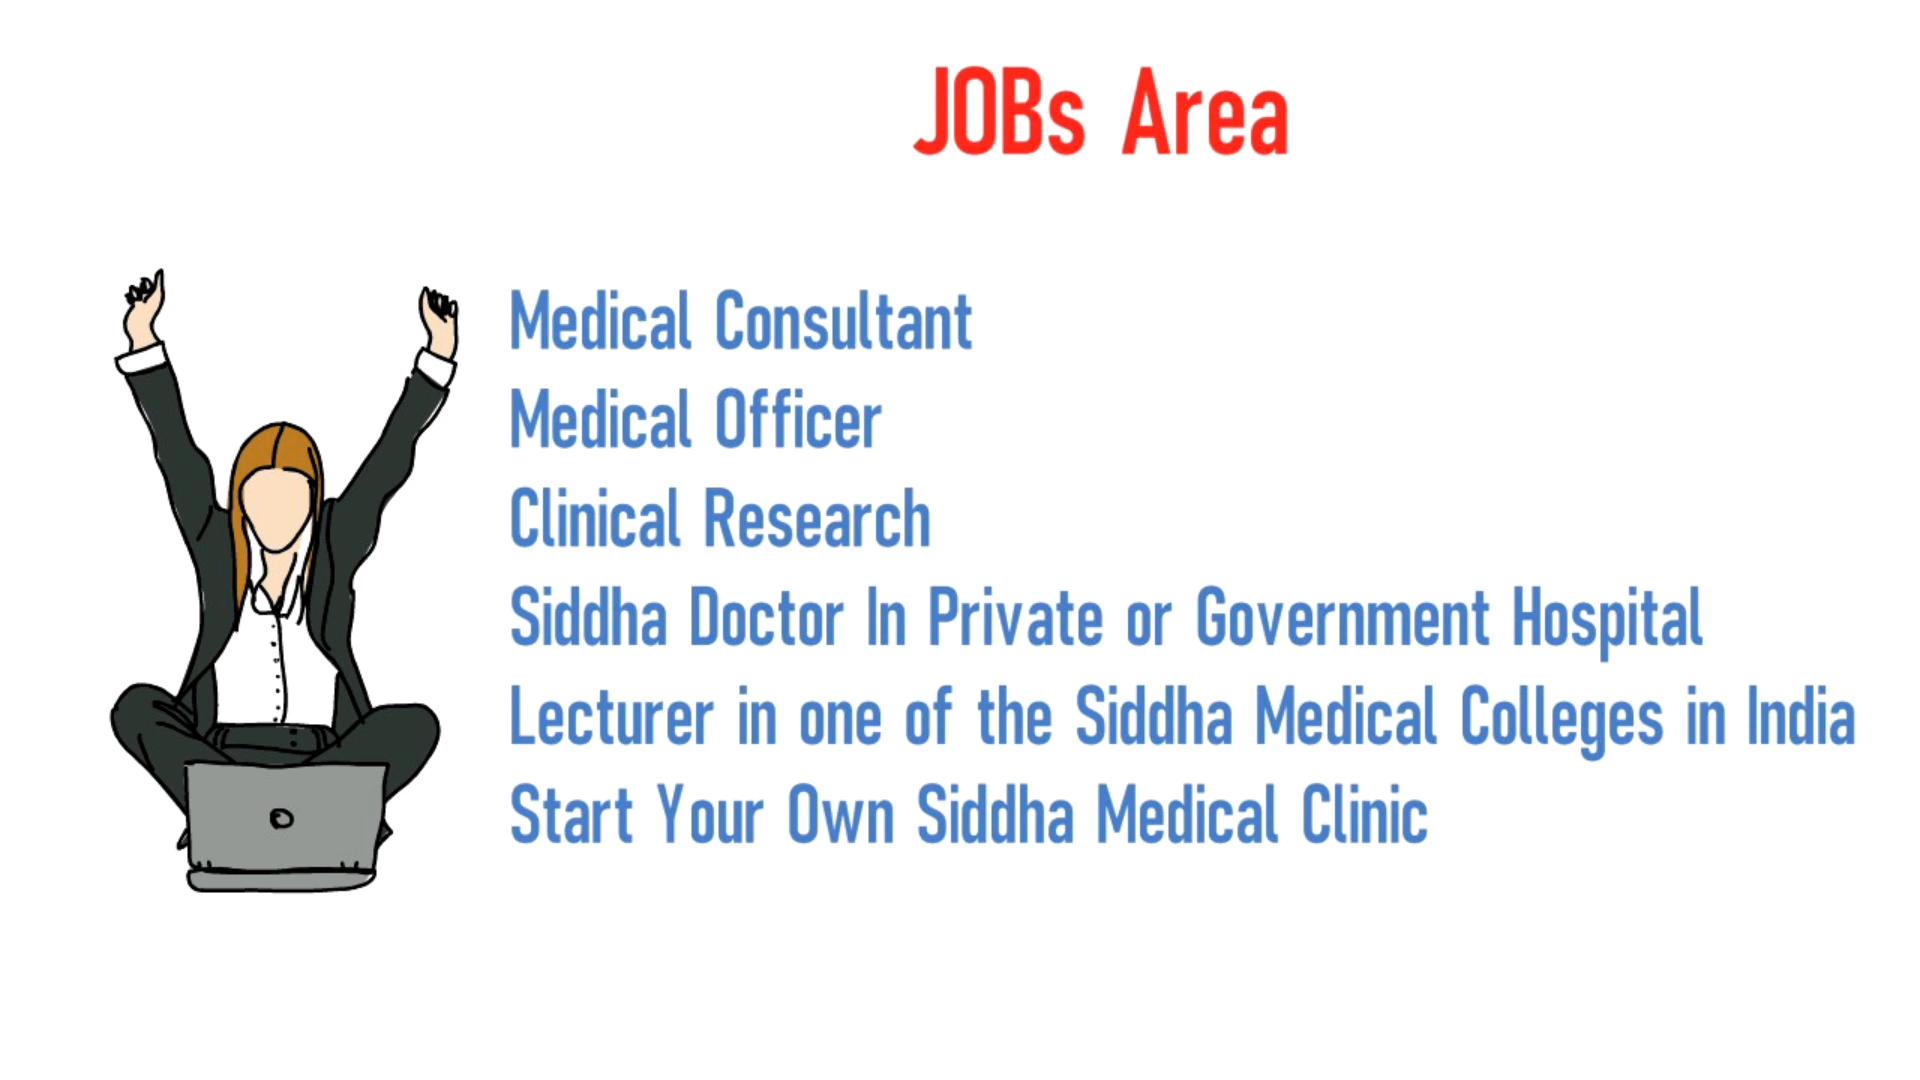 JOBs Area
Medical Consultant
Medical Officer
Clinical Research
Siddha Doctor In Private or Government Hospital
Lecturer in one of the Siddha Medical Colleges in India
Start Your Own Siddha Medical Clinic